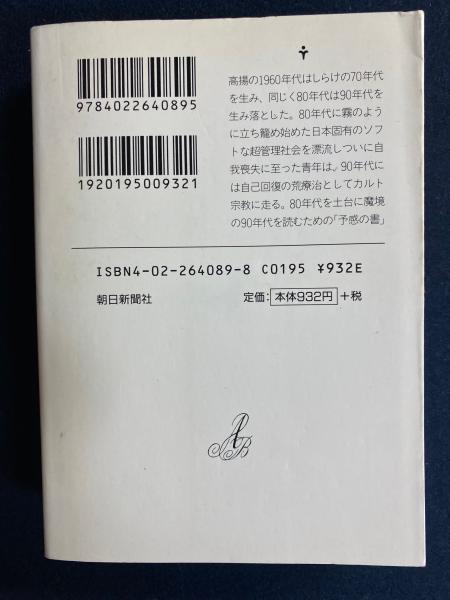 9784022640895
1920195009321
高揚の1960年代はしらけの70年代
を生み、同じく80年代は90年代を
生み落とした。80年代に霧のよう
に立ち籠め始めた日本固有のソフ
トな超管理社会を漂流しついに自
我喪失に至った青年は。90年代に
は自己回復の荒療治としてカルト
宗教に走る。80年代を土台に魔境
の90年代を読むための「予感の書」
ISBN4-02-264089-8 C0195 ¥932E
朝日新聞社
定価:本体932円+税